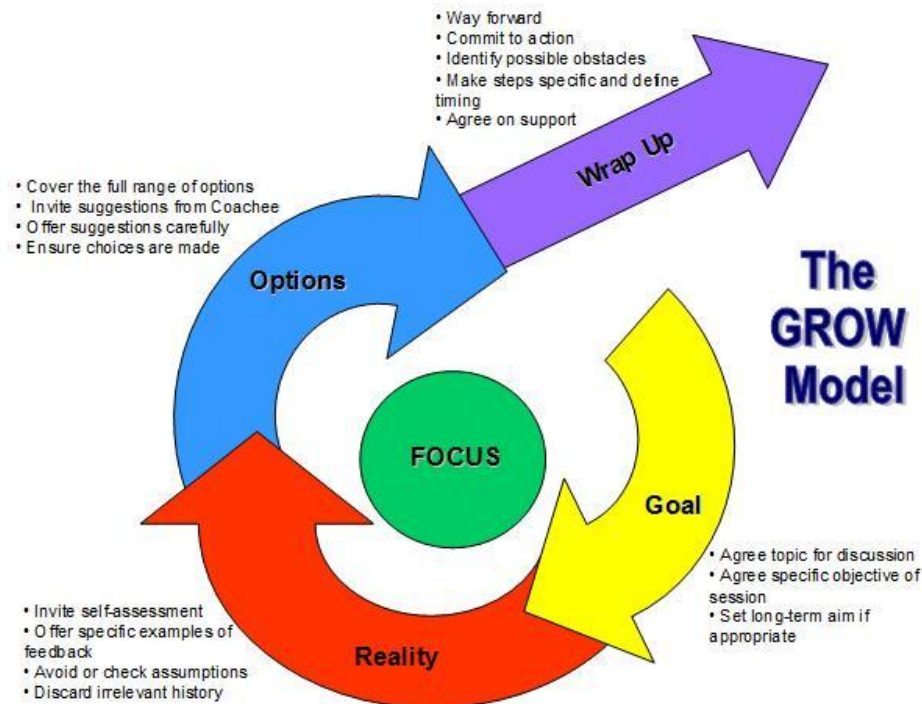 • Way forward
• Commit to action
• Identify possible obstacles
• Make steps specific and define
timing
• Agree on support
Wrap Up
• Cover the full range of options
• Invite suggestions from Coachee
• Offer suggestions carefully
• Ensure choices are made
Options
The
GROW
Model
FOCUS
Goal
• Agree topic for discussion
• Agree specific objective of
session
• Set long-term aim if
appropriate
Reality
• Invite self-assessment
• Offer specific examples of
feedback
• Avoid or check assumptions
• Discard irrelevant history